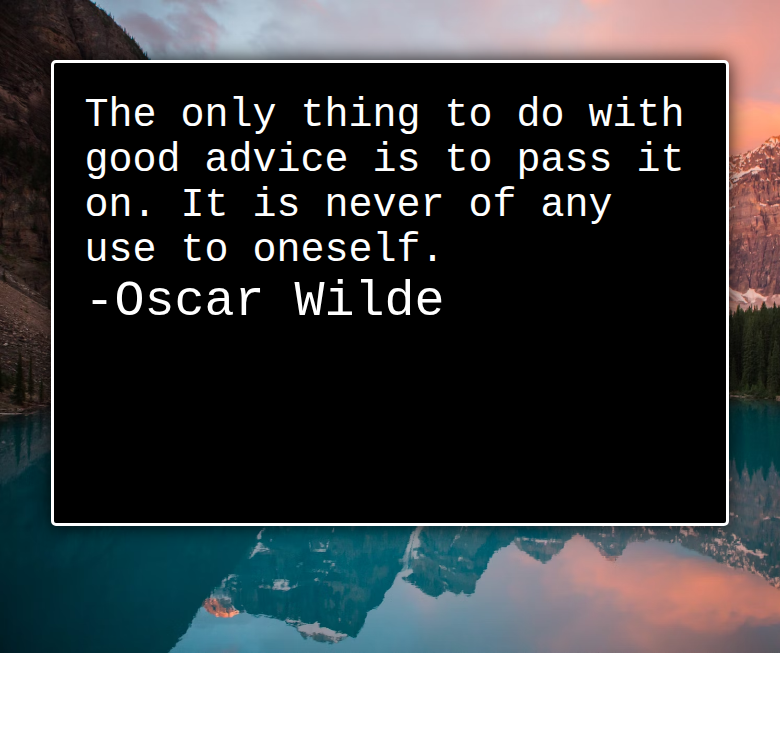 The only thing to do with
good advice is to pass it
on. It is never of any
use to oneself.
-Oscar Wilde